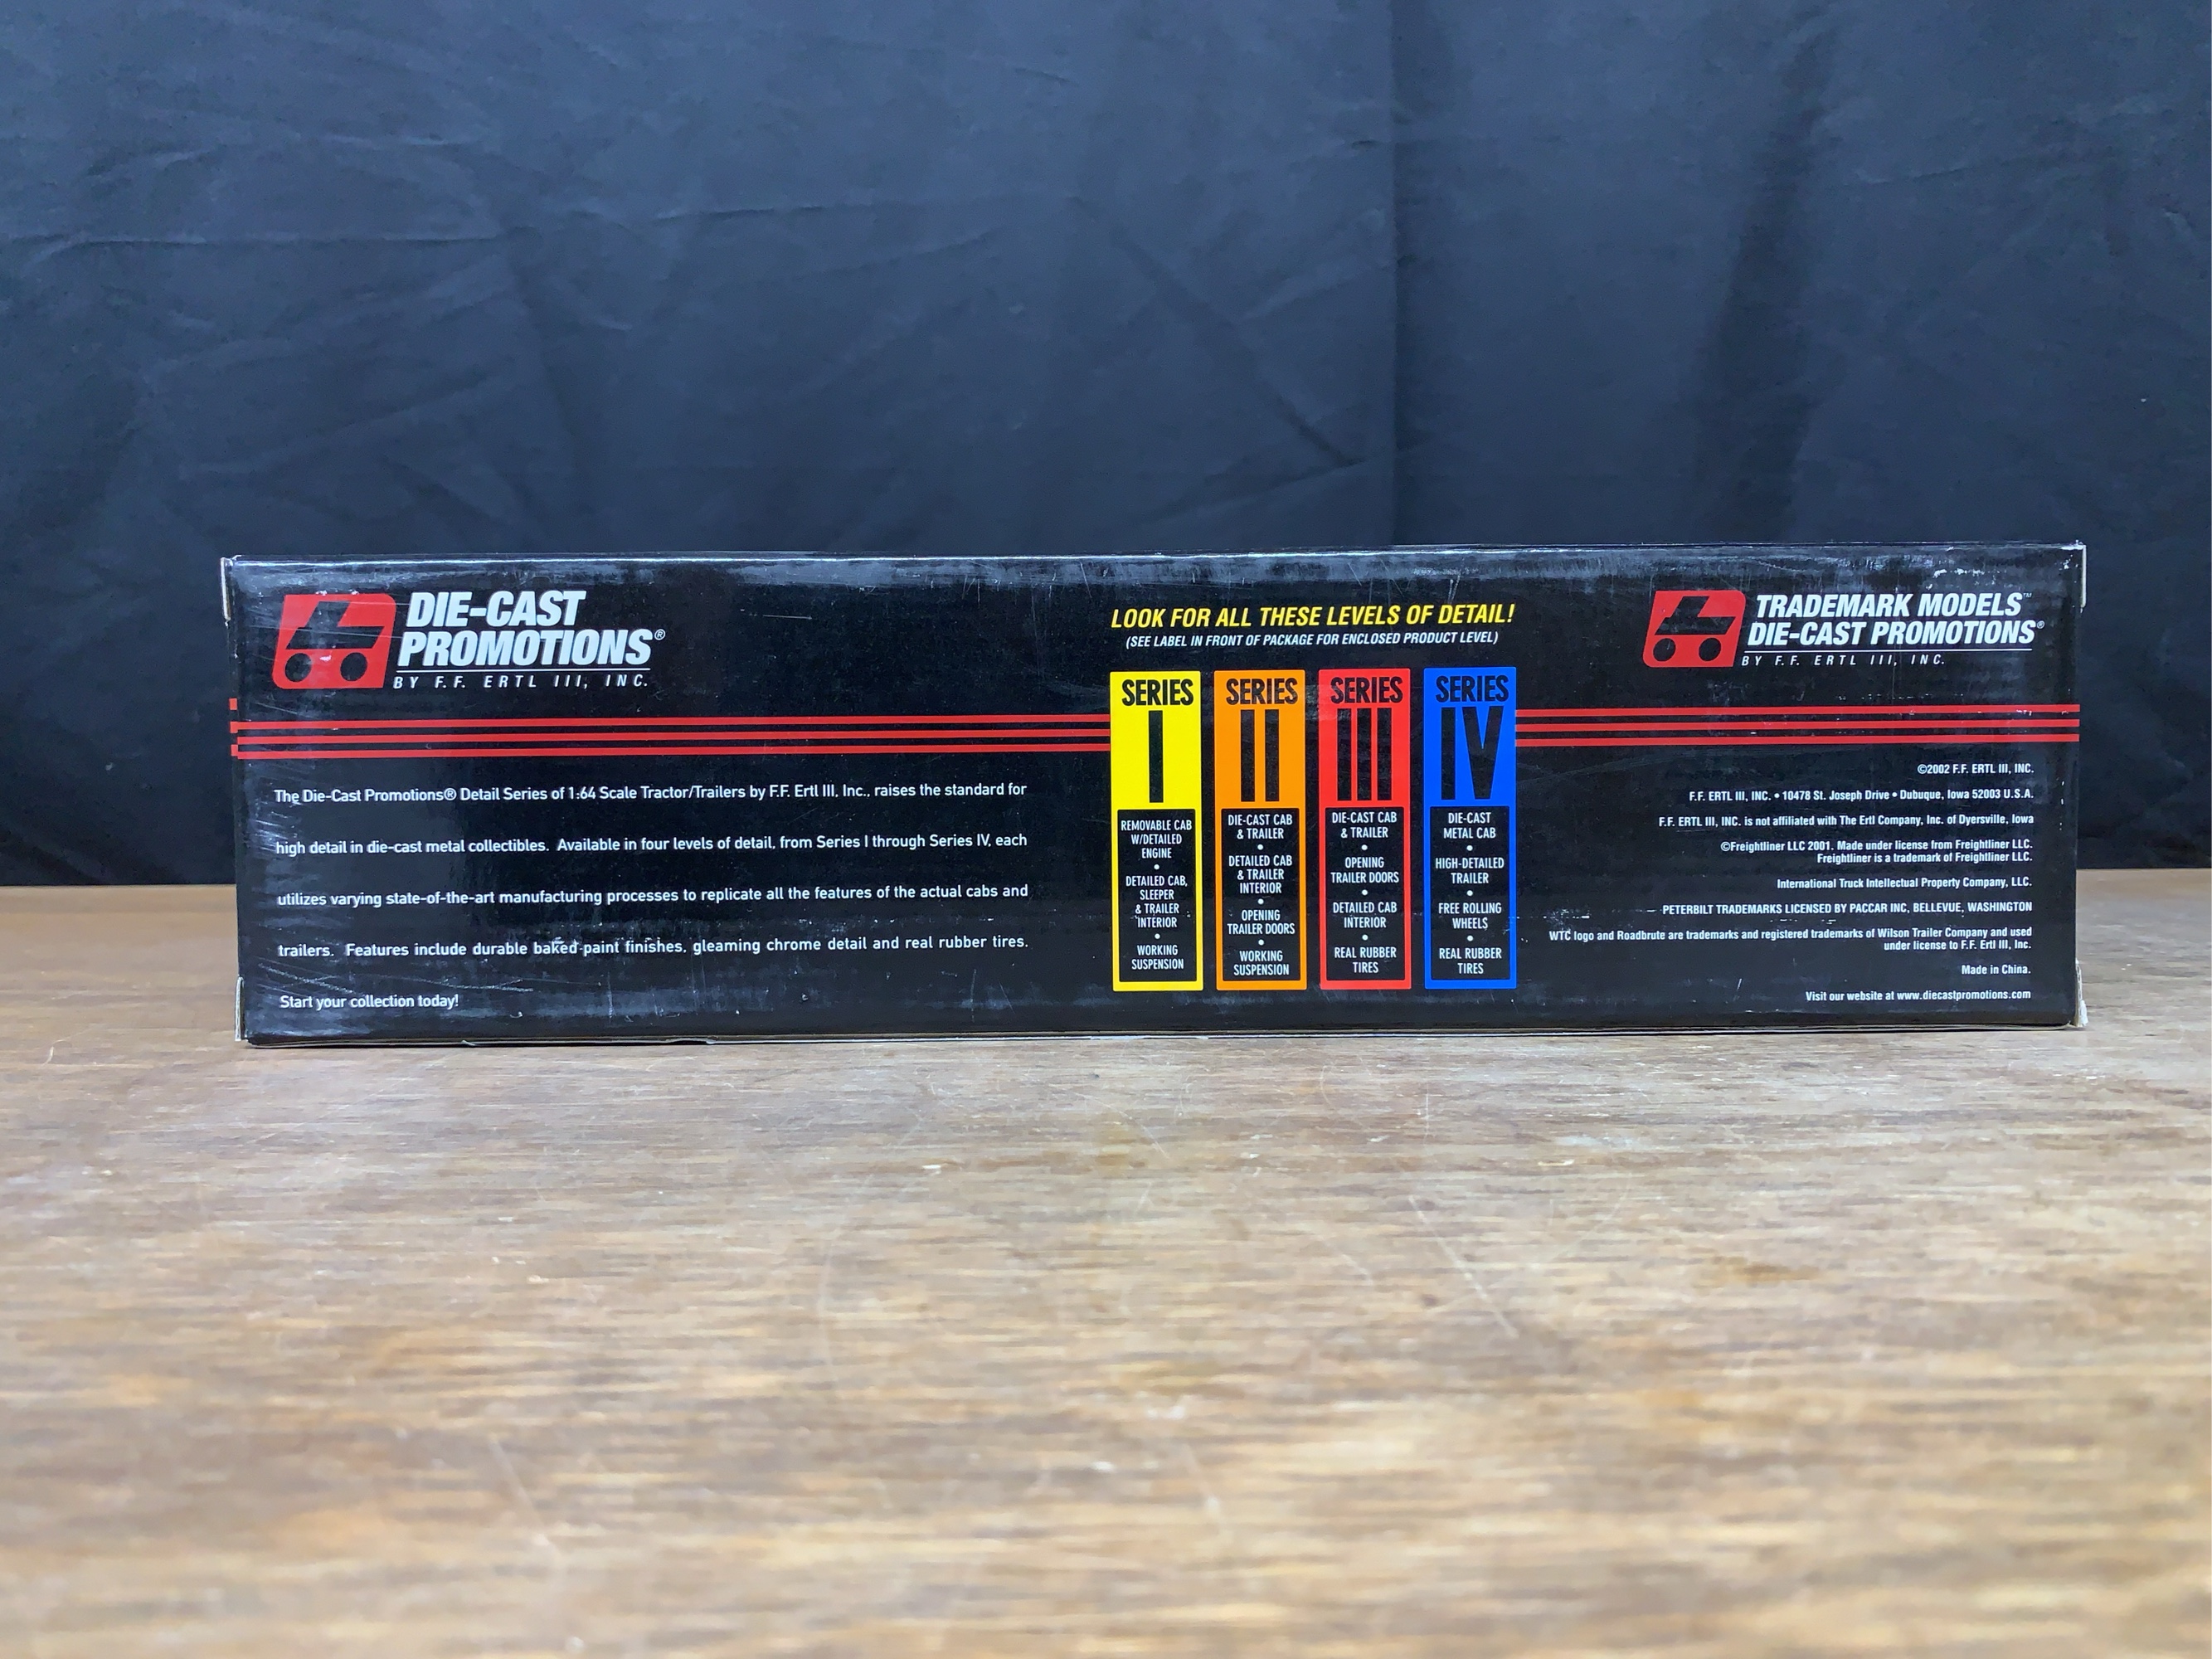 DIE-CAST
PROMOTIONS®
BY F.F. ERTL III, INC.
The Die-Cast Promotions® Detail Series of 1:64 Scale Tractor/Trailers by F.F. Ertl III, Inc., raises the standard for
high detail in die-cast metal collectibles. Available in four levels of detail, from Series I through Series IV, each
utilizes varying state-of-the-art manufacturing processes to replicate all the features of the actual cabs and
trailers. Features include durable baked paint finishes, gleaming chrome detail and real rubber tires.
Start your collection today!
LOOK FOR ALL THESE LEVELS OF DETAIL!
(SEE LABEL IN FRONT OF PACKAGE FOR ENCLOSED PRODUCT LEVEL)
SERIES
I
REMOVABLE CAB
W/DETAILED
ENGINE
•
DETAILED CAB,
SLEEPER
& TRAILER
INTERIOR
•
WORKING
SUSPENSION
SERIES
II
DIE-CAST CAB
& TRAILER
•
DETAILED CAB
& TRAILER
INTERIOR
•
OPENING
TRAILER DOORS
•
WORKING
SUSPENSION
SERIES
III
DIE-CAST CAB
& TRAILER
•
OPENING
TRAILER DOORS
•
DETAILED CAB
INTERIOR
•
REAL RUBBER
TIRES
SERIES
IV
DIE-CAST
METAL CAB
•
HIGH-DETAILED
TRAILER
•
FREE ROLLING
WHEELS
•
REAL RUBBER
TIRES
TRADEMARK MODELS™
DIE-CAST PROMOTIONS®
BY F.F. ERTL III, INC.
©2002 F.F. ERTL III, INC.
F.F. ERTL III, INC. • 10478 St. Joseph Drive • Dubuque, Iowa 52003 U.S.A.
F.F. ERTL III, INC. is not affiliated with The Ertl Company, Inc. of Dyersville, Iowa
©Freightliner LLC 2001. Made under license from Freightliner LLC.
Freightliner is a trademark of Freightliner LLC.
International Truck Intellectual Property Company, LLC.
PETERBILT TRADEMARKS LICENSED BY PACCAR INC, BELLEVUE, WASHINGTON
WTC logo and Roadbrute are trademarks and registered trademarks of Wilson Trailer Company and used
under license to F.F. Ertl III, Inc.
Made in China.
Visit our website at www.diecastpromotions.com